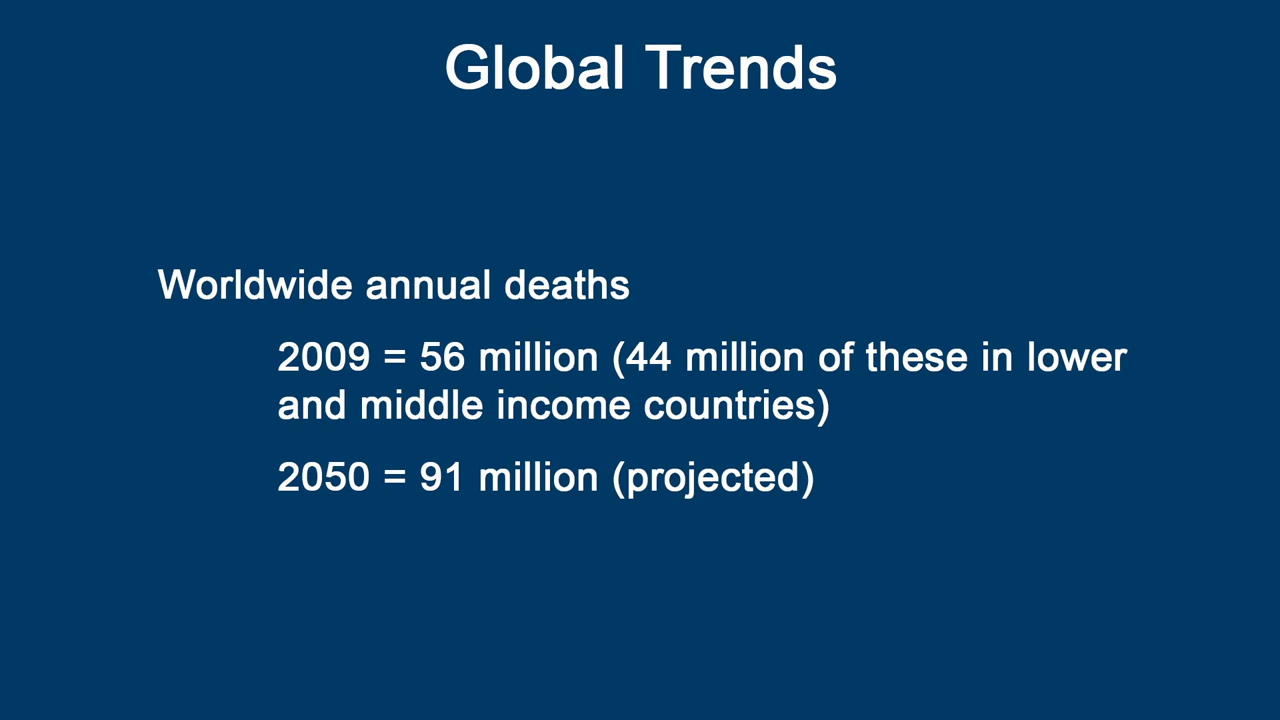 Global Trends
Worldwide annual deaths
2009 = 56 million (44 million of these in lower
and middle income countries)
2050 = 91 million (projected)